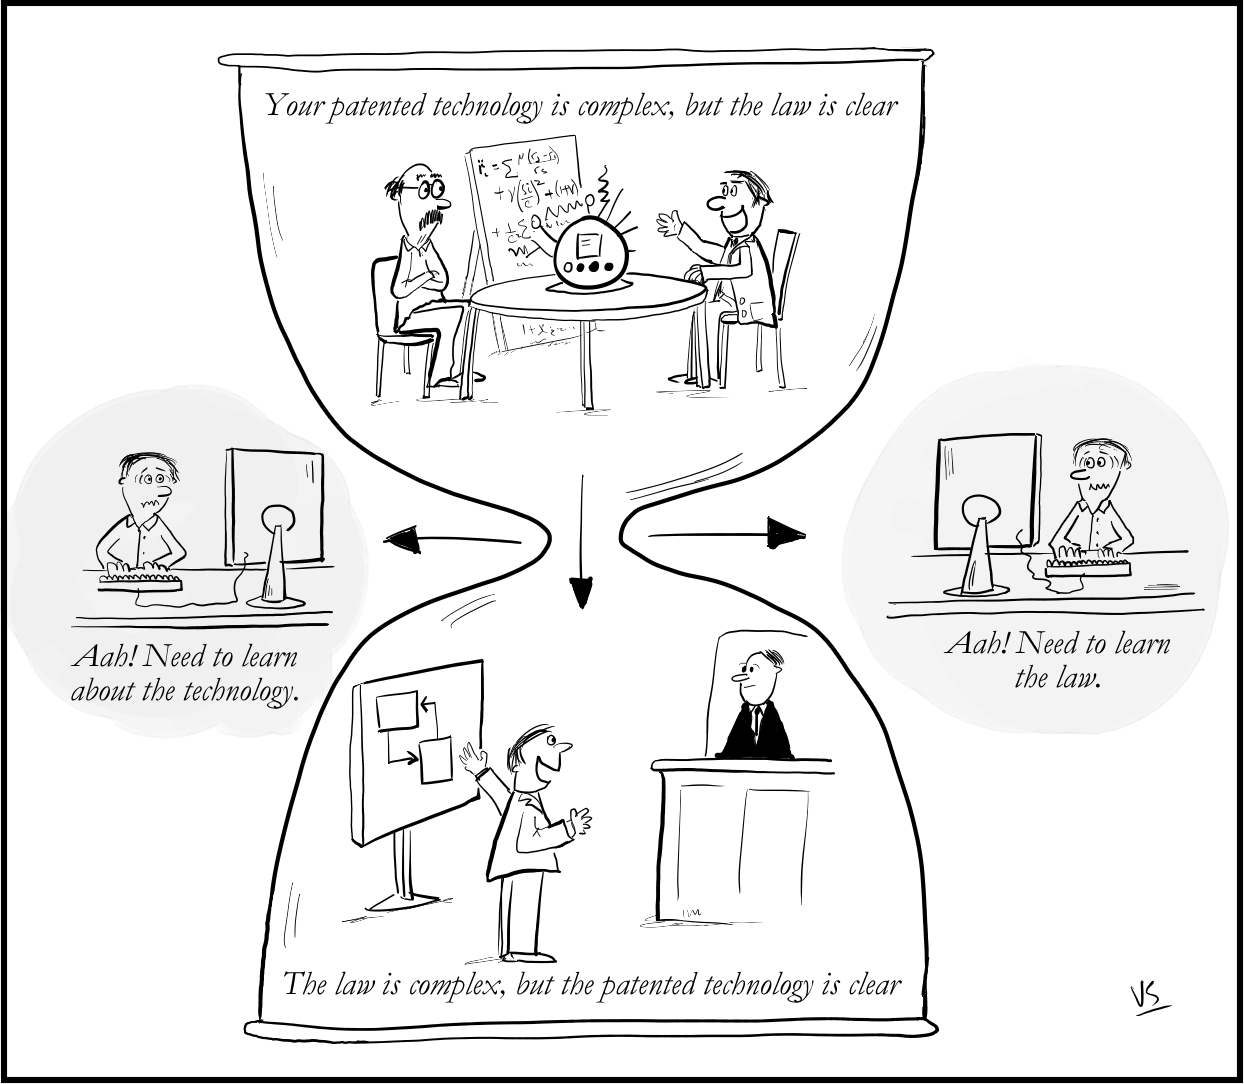 Your patented technology is complex, but the law is clear
Aah! Need to learn
about the technology.
Aah! Need to learn
the law.
The law is complex, but the patented technology is clear
VS